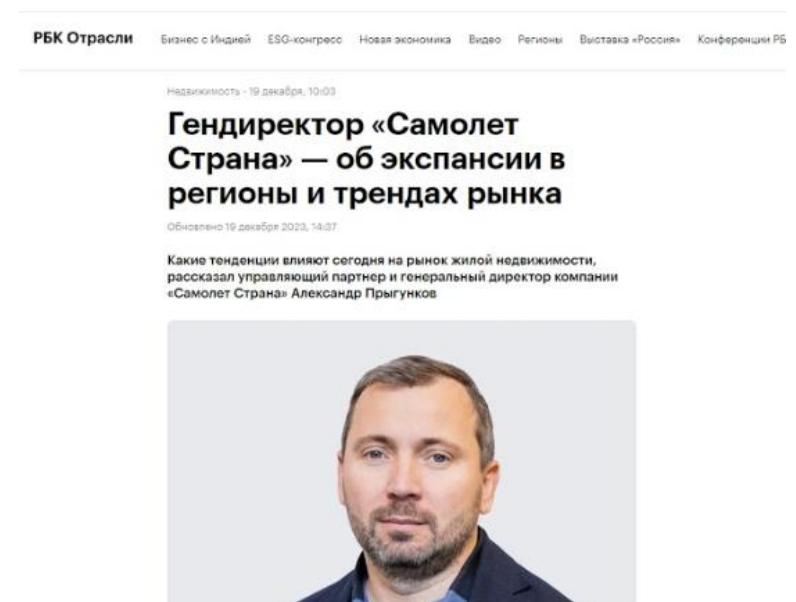 РБК Отрасли
Бизнес с Индией ESG-конгресс Новая экономика Видео Регионы Выставка «Россия» Конференции РБ
Недвижимость · 19 декабря, 10:03
Гендиректор «Самолет
Страна» — об экспансии в
регионы и трендах рынка
Обновлено 19 декабря 2023, 14:37
Какие тенденции влияют сегодня на рынок жилой недвижимости,
рассказал управляющий партнер и генеральный директор компании
«Самолет Страна» Александр Прыгунков